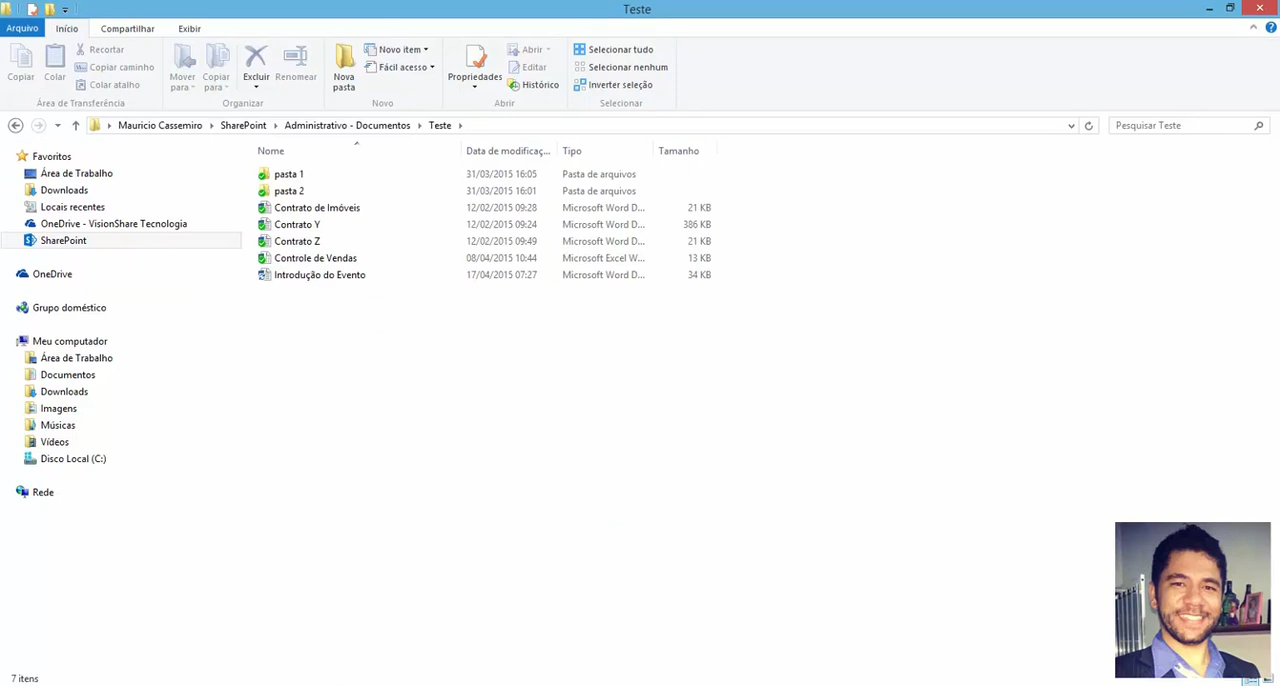 Teste
Arquivo Início Compartilhar Exibir
Copiar Colar Recortar Copiar caminho Colar atalho
Área de Transferência
Mover para Copiar para Excluir Renomear
Organizar
Nova pasta Novo item Fácil acesso
Novo
Propriedades Abrir Editar Histórico
Abrir
Selecionar tudo Selecionar nenhum Inverter seleção
Selecionar
Mauricio Cassemiro SharePoint Administrativo - Documentos Teste Pesquisar Teste
Favoritos
Área de Trabalho
Downloads
Locais recentes
OneDrive - VisionShare Tecnologia
SharePoint
OneDrive
Grupo doméstico
Meu computador
Área de Trabalho
Documentos
Downloads
Imagens
Músicas
Vídeos
Disco Local (C:)
Rede
Nome Data de modificaç... Tipo Tamanho
pasta 1 31/03/2015 16:05 Pasta de arquivos
pasta 2 31/03/2015 16:01 Pasta de arquivos
Contrato de Imóveis 12/02/2015 09:28 Microsoft Word D... 21 KB
Contrato Y 12/02/2015 09:24 Microsoft Word D... 386 KB
Contrato Z 12/02/2015 09:49 Microsoft Word D... 21 KB
Controle de Vendas 08/04/2015 10:44 Microsoft Excel W... 13 KB
Introdução do Evento 17/04/2015 07:27 Microsoft Word D... 34 KB
7 itens